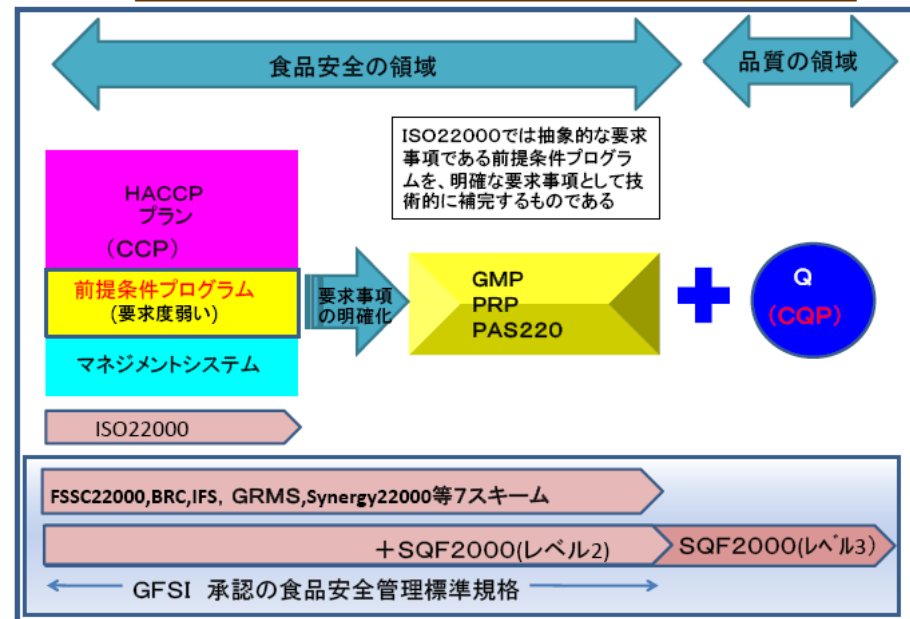 食品安全の領域
品質の領域
ISO22000では抽象的な要求
事項である前提条件プログラ
ムを、明確な要求事項として技
術的に補完するものである
HACCP
プラン
(CCP)
前提条件プログラム
(要求度弱い)
マネジメントシステム
要求事項
の明確化
GMP
PRP
PAS220
Q
(CQP)
ISO22000
FSSC22000,BRC,IFS, GRMS,Synergy22000等7スキーム
+SQF2000(レベル2)
SQF2000(レベル3)
GFSI 承認の食品安全管理標準規格